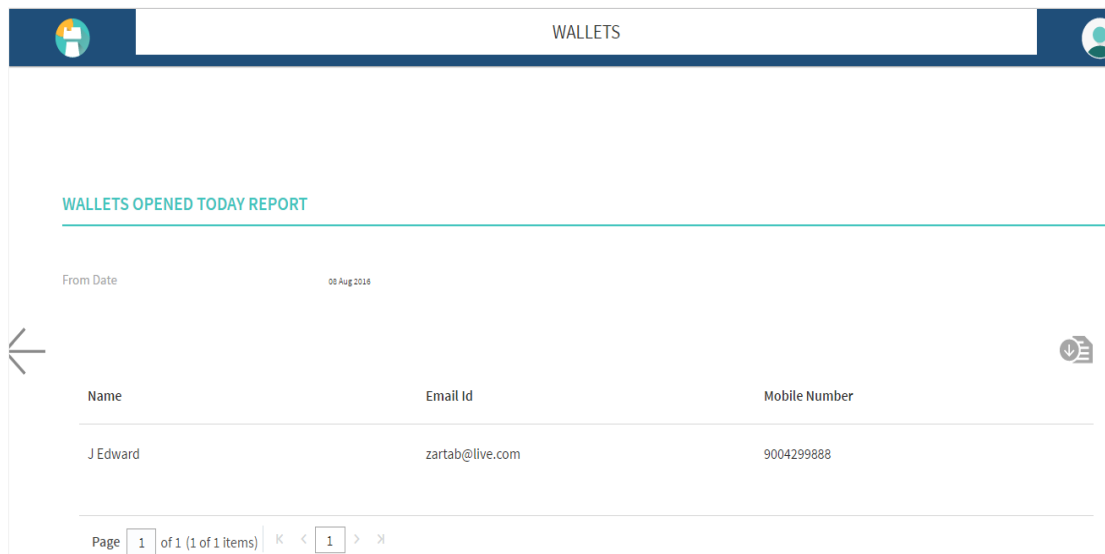 WALLETS
WALLETS OPENED TODAY REPORT
From Date 08 Aug 2016
Name Email Id Mobile Number
J Edward zartab@live.com 9004299888
Page 1 of 1 (1 of 1 items) 1